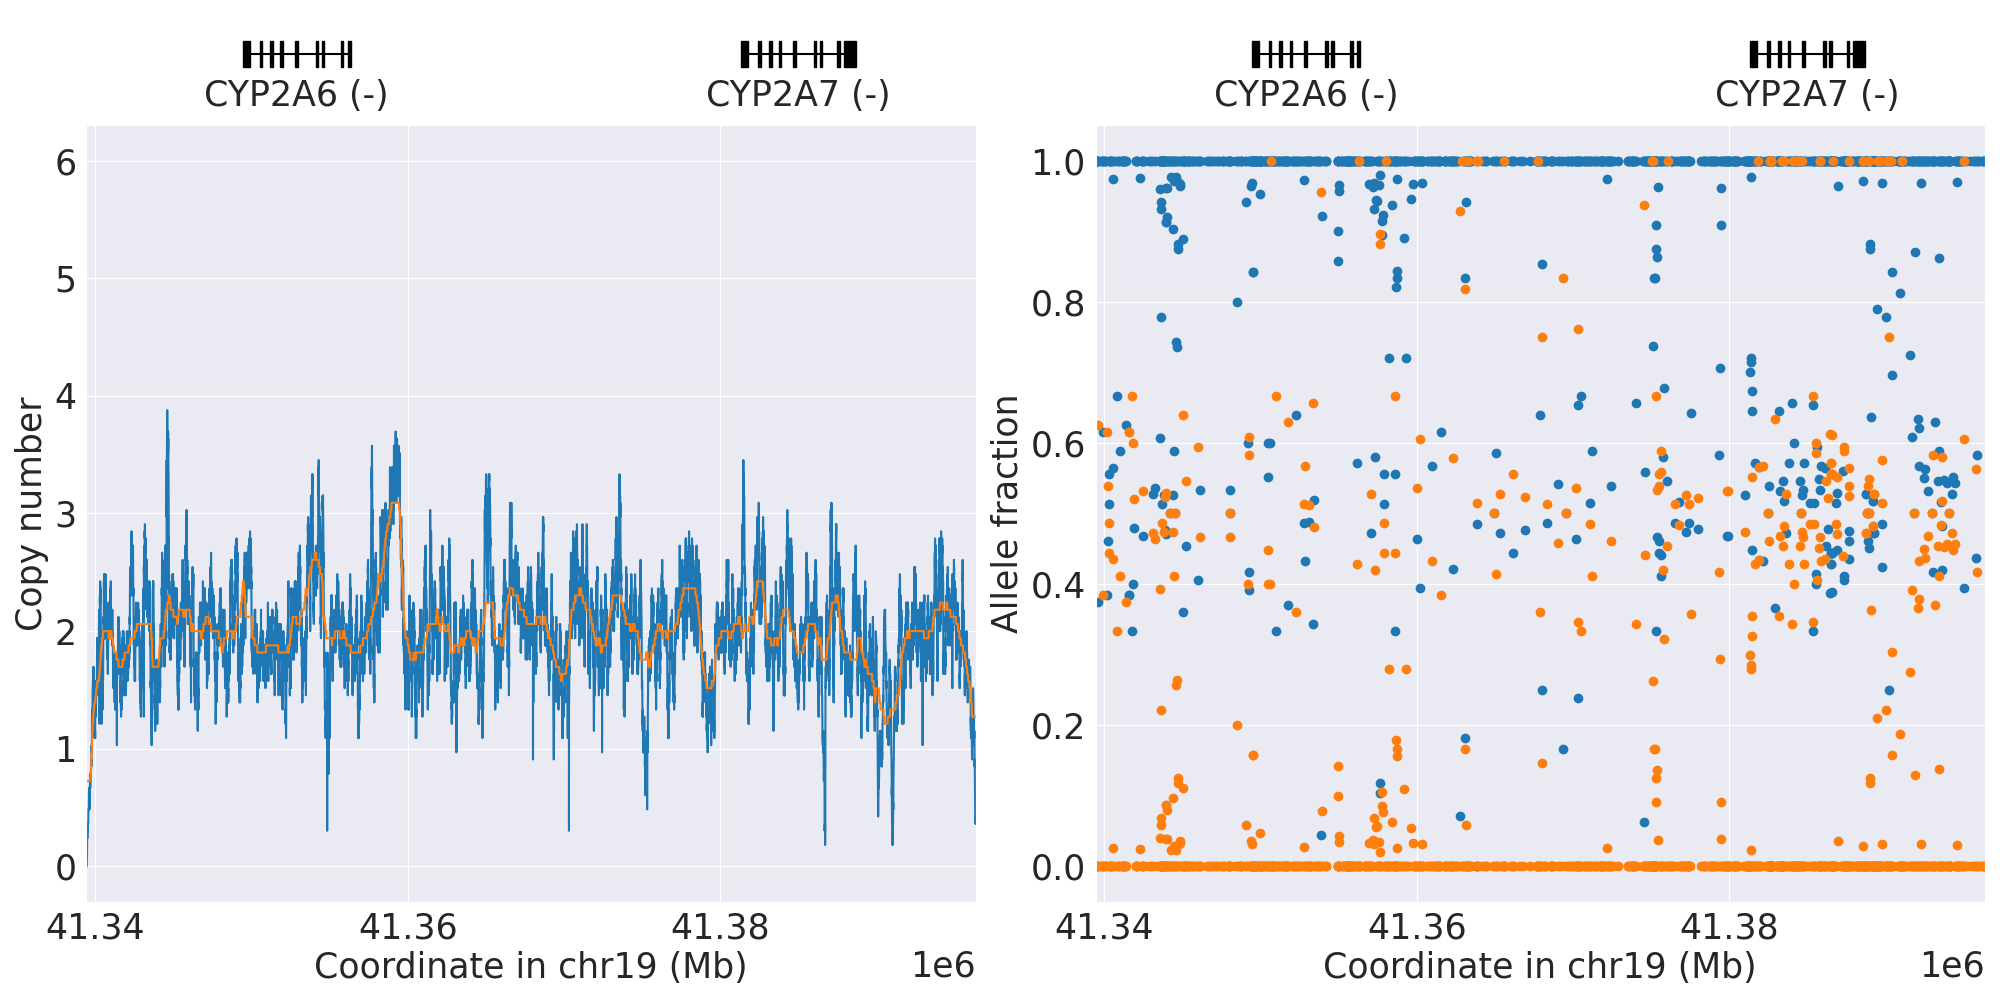 CYP2A6 (-)
CYP2A7 (-)
Copy number
6
5
4
3
2
1
0
41.34
41.36
41.38
Coordinate in chr19 (Mb)
1e6
CYP2A6 (-)
CYP2A7 (-)
Allele fraction
1.0
0.8
0.6
0.4
0.2
0.0
41.34
41.36
41.38
Coordinate in chr19 (Mb)
1e6